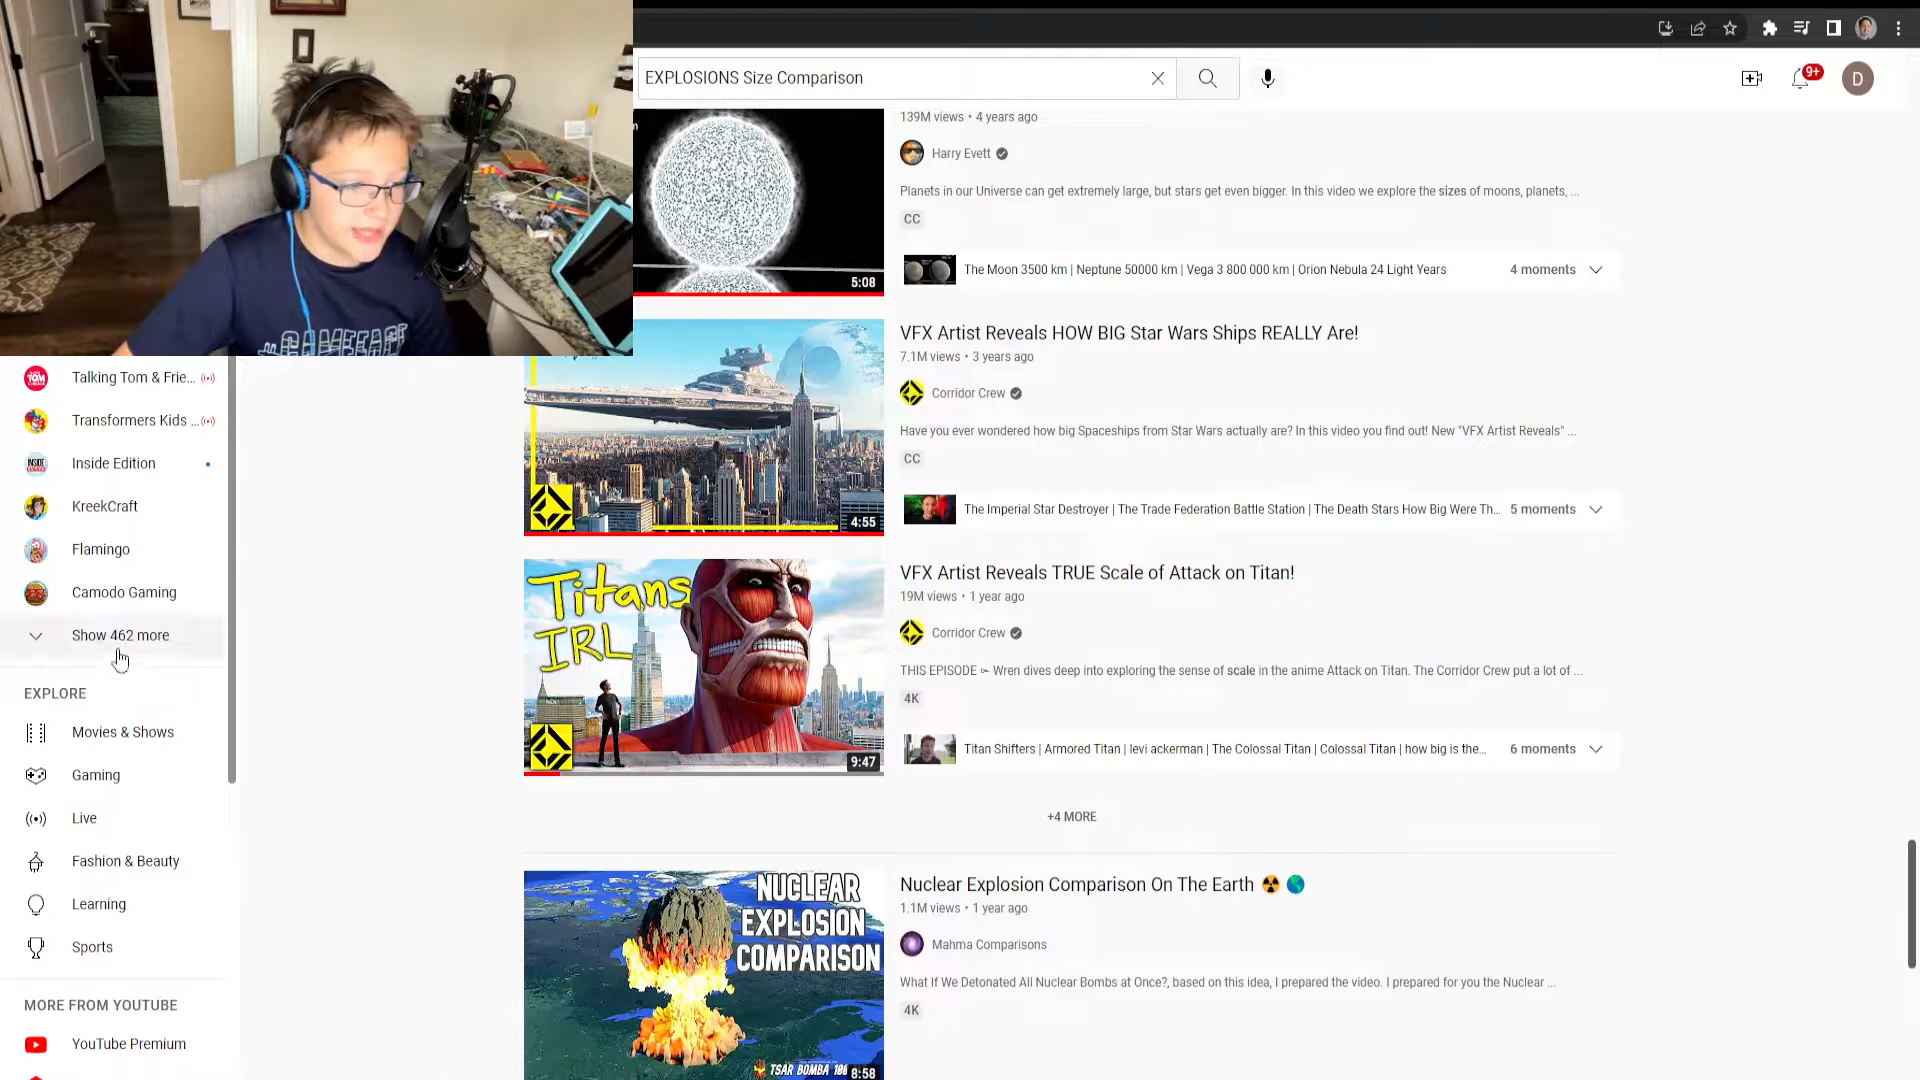 EXPLOSIONS Size Comparison
9+
D
139M views • 4 years ago
Harry Evett
Planets in our Universe can get extremely large, but stars get even bigger. In this video we explore the sizes of moons, planets, ...
CC
5:08
The Moon 3500 km | Neptune 50000 km | Vega 3 800 000 km | Orion Nebula 24 Light Years
4 moments
VFX Artist Reveals HOW BIG Star Wars Ships REALLY Are!
7.1M views • 3 years ago
Corridor Crew
Have you ever wondered how big Spaceships from Star Wars actually are? In this video you find out! New "VFX Artist Reveals" ...
CC
4:55
The Imperial Star Destroyer | The Trade Federation Battle Station | The Death Stars How Big Were Th...
5 moments
Titans
IRL
9:47
VFX Artist Reveals TRUE Scale of Attack on Titan!
19M views • 1 year ago
Corridor Crew
THIS EPISODE ► Wren dives deep into exploring the sense of scale in the anime Attack on Titan. The Corridor Crew put a lot of ...
4K
Titan Shifters | Armored Titan | levi ackerman | The Colossal Titan | Colossal Titan | how big is the...
6 moments
+4 MORE
NUCLEAR
EXPLOSION
COMPARISON
TSAR BOMBA
8:58
Nuclear Explosion Comparison On The Earth ☢️ 🌎
1.1M views • 1 year ago
Mahma Comparisons
What If We Detonated All Nuclear Bombs at Once?, based on this idea, I prepared the video. I prepared for you the Nuclear ...
4K
TOM
Talking Tom & Frie...
Transformers Kids ...
INSIDE
Inside Edition
KreekCraft
Flamingo
Camodo Gaming
Show 462 more
EXPLORE
Movies & Shows
Gaming
Live
Fashion & Beauty
Learning
Sports
MORE FROM YOUTUBE
YouTube Premium